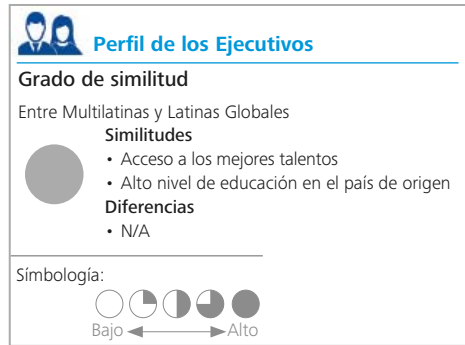 Perfil de los Ejecutivos
Grado de similitud
Entre Multilatinas y Latinas Globales
Similitudes
• Acceso a los mejores talentos
• Alto nivel de educación en el país de origen
Diferencias
• N/A
Símbología:
Bajo Alto